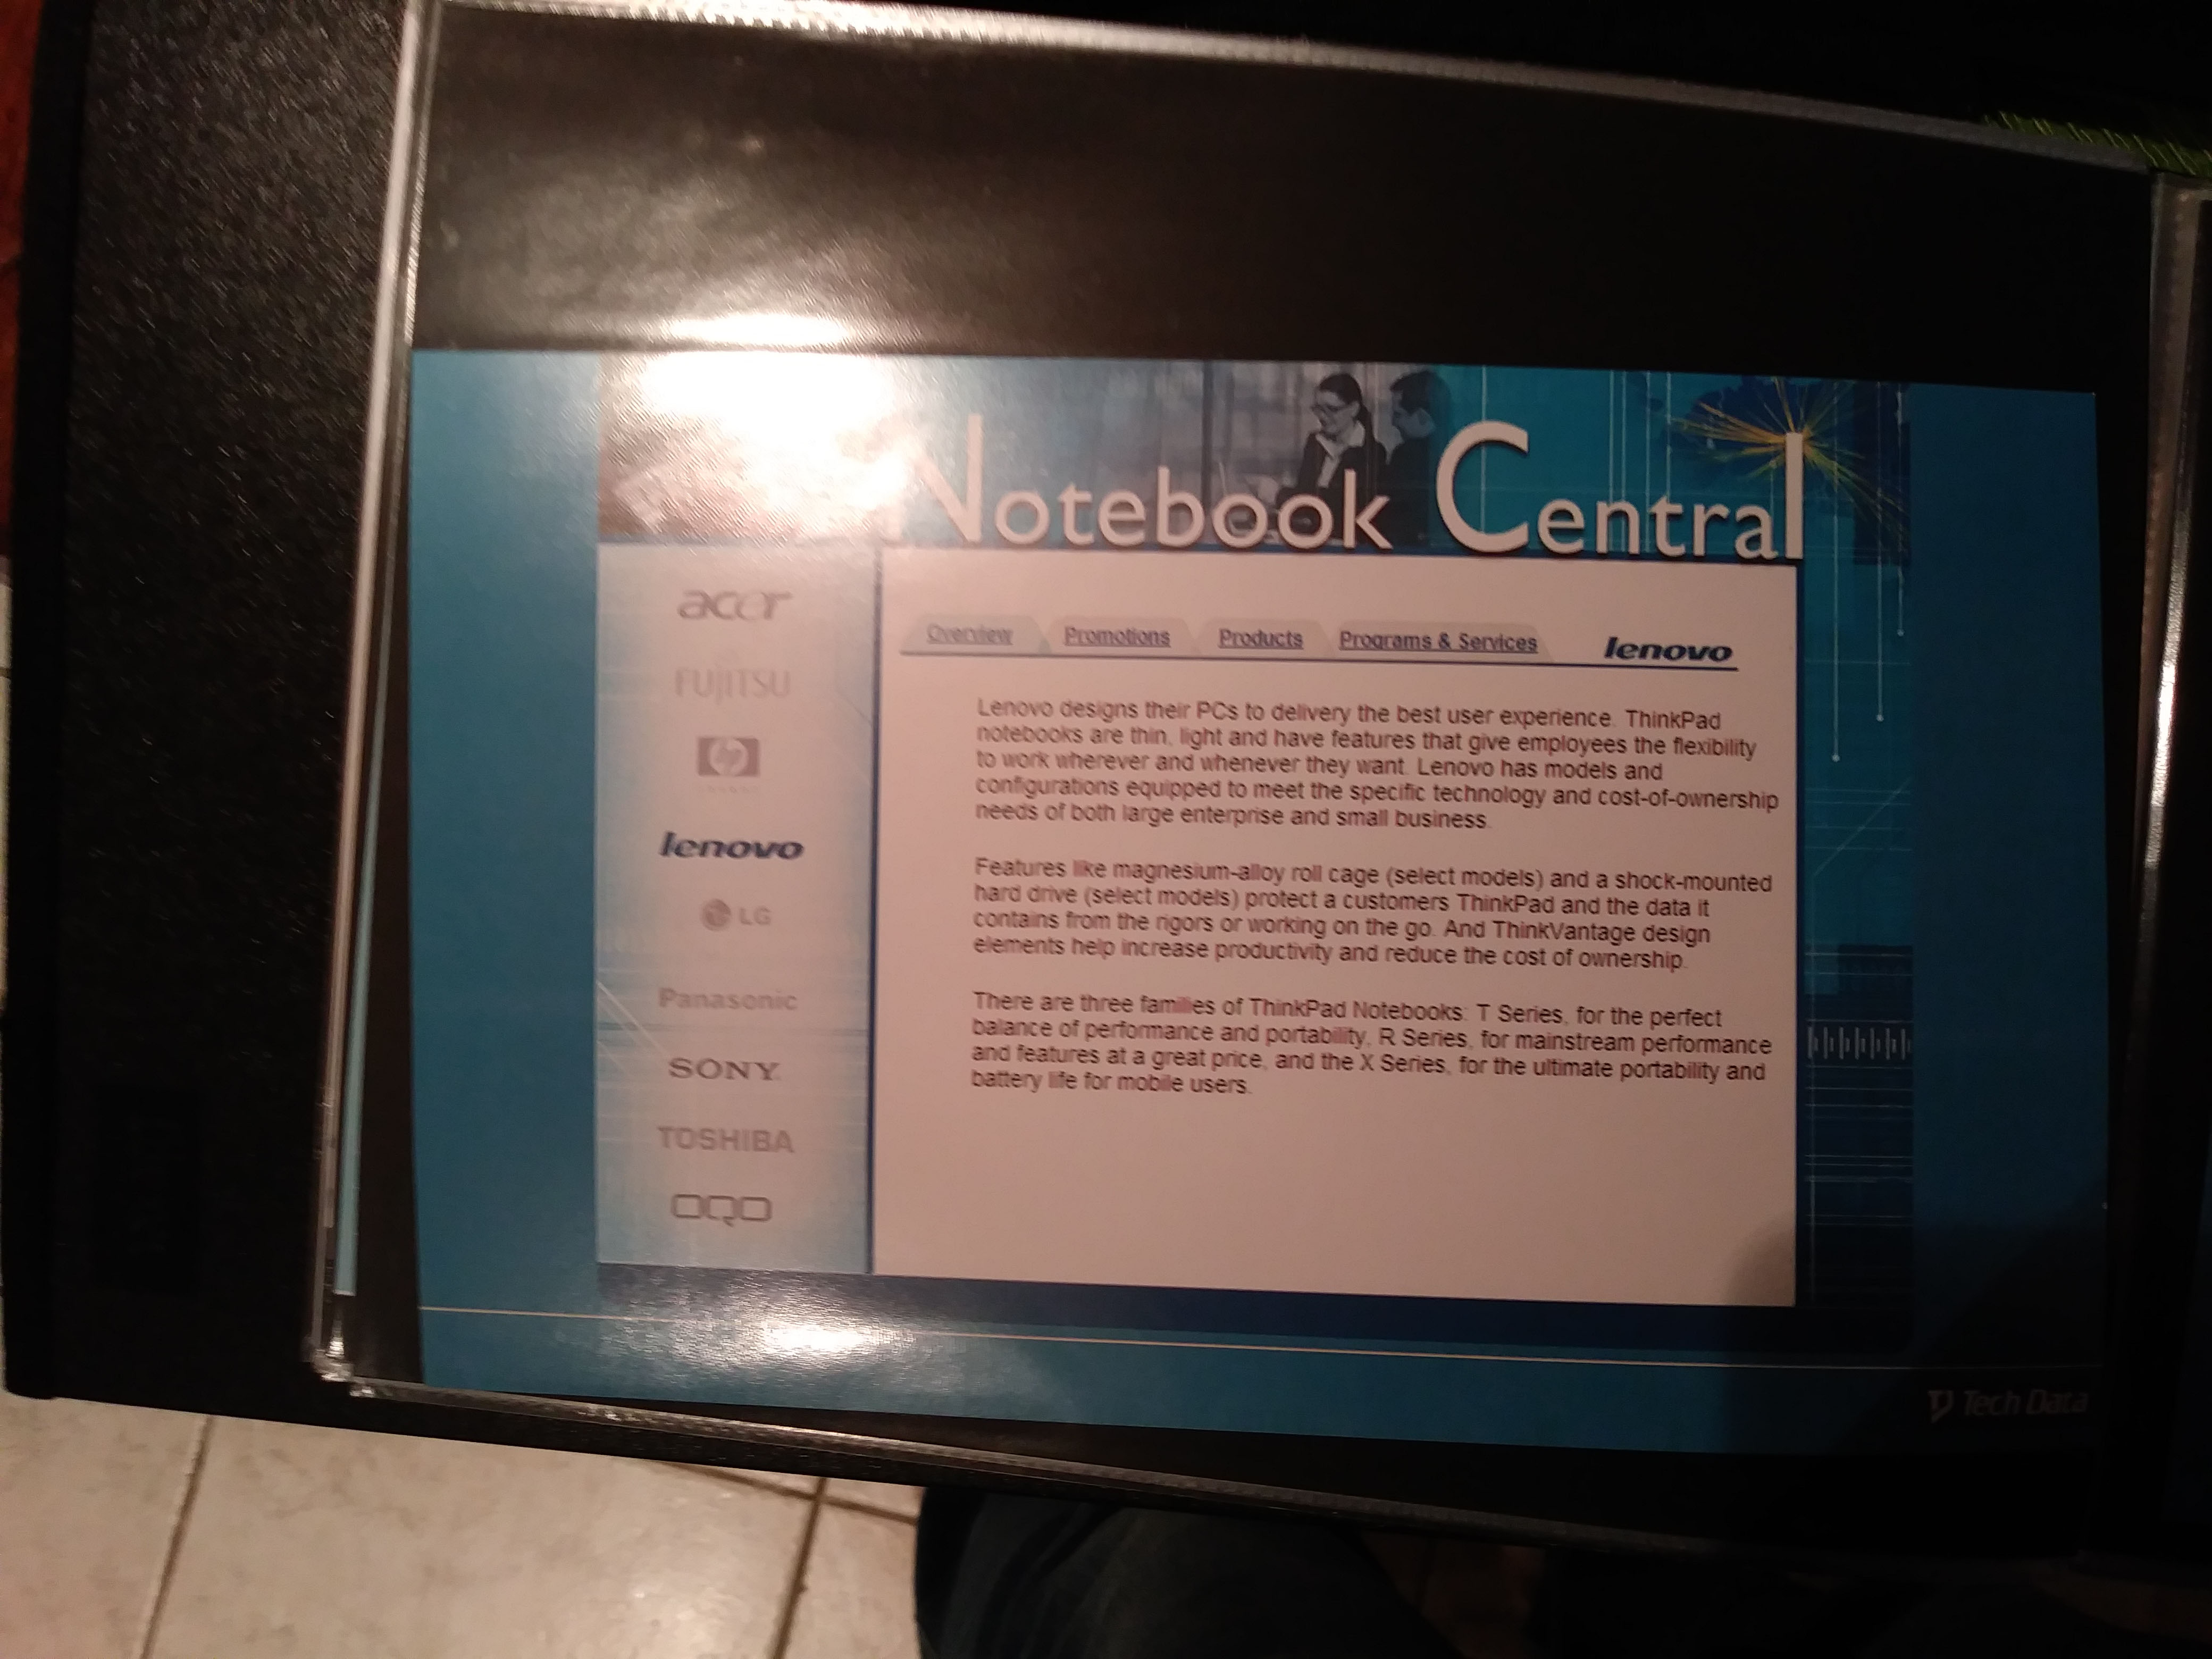 Notebook Central
acer
FUJITSU
hp
lenovo
LG
Panasonic
SONY
TOSHIBA
OQO
Overview Promotions Products Programs & Services lenovo
Lenovo designs their PCs to delivery the best user experience. ThinkPad
notebooks are thin, light and have features that give employees the flexibility
to work wherever and whenever they want. Lenovo has models and
configurations equipped to meet the specific technology and cost-of-ownership
needs of both large enterprise and small business.
Features like magnesium-alloy roll cage (select models) and a shock-mounted
hard drive (select models) protect a customers ThinkPad and the data it
contains from the rigors or working on the go. And ThinkVantage design
elements help increase productivity and reduce the cost of ownership.
There are three families of ThinkPad Notebooks: T Series, for the perfect
balance of performance and portability, R Series, for mainstream performance
and features at a great price, and the X Series, for the ultimate portability and
battery life for mobile users.
Tech Data